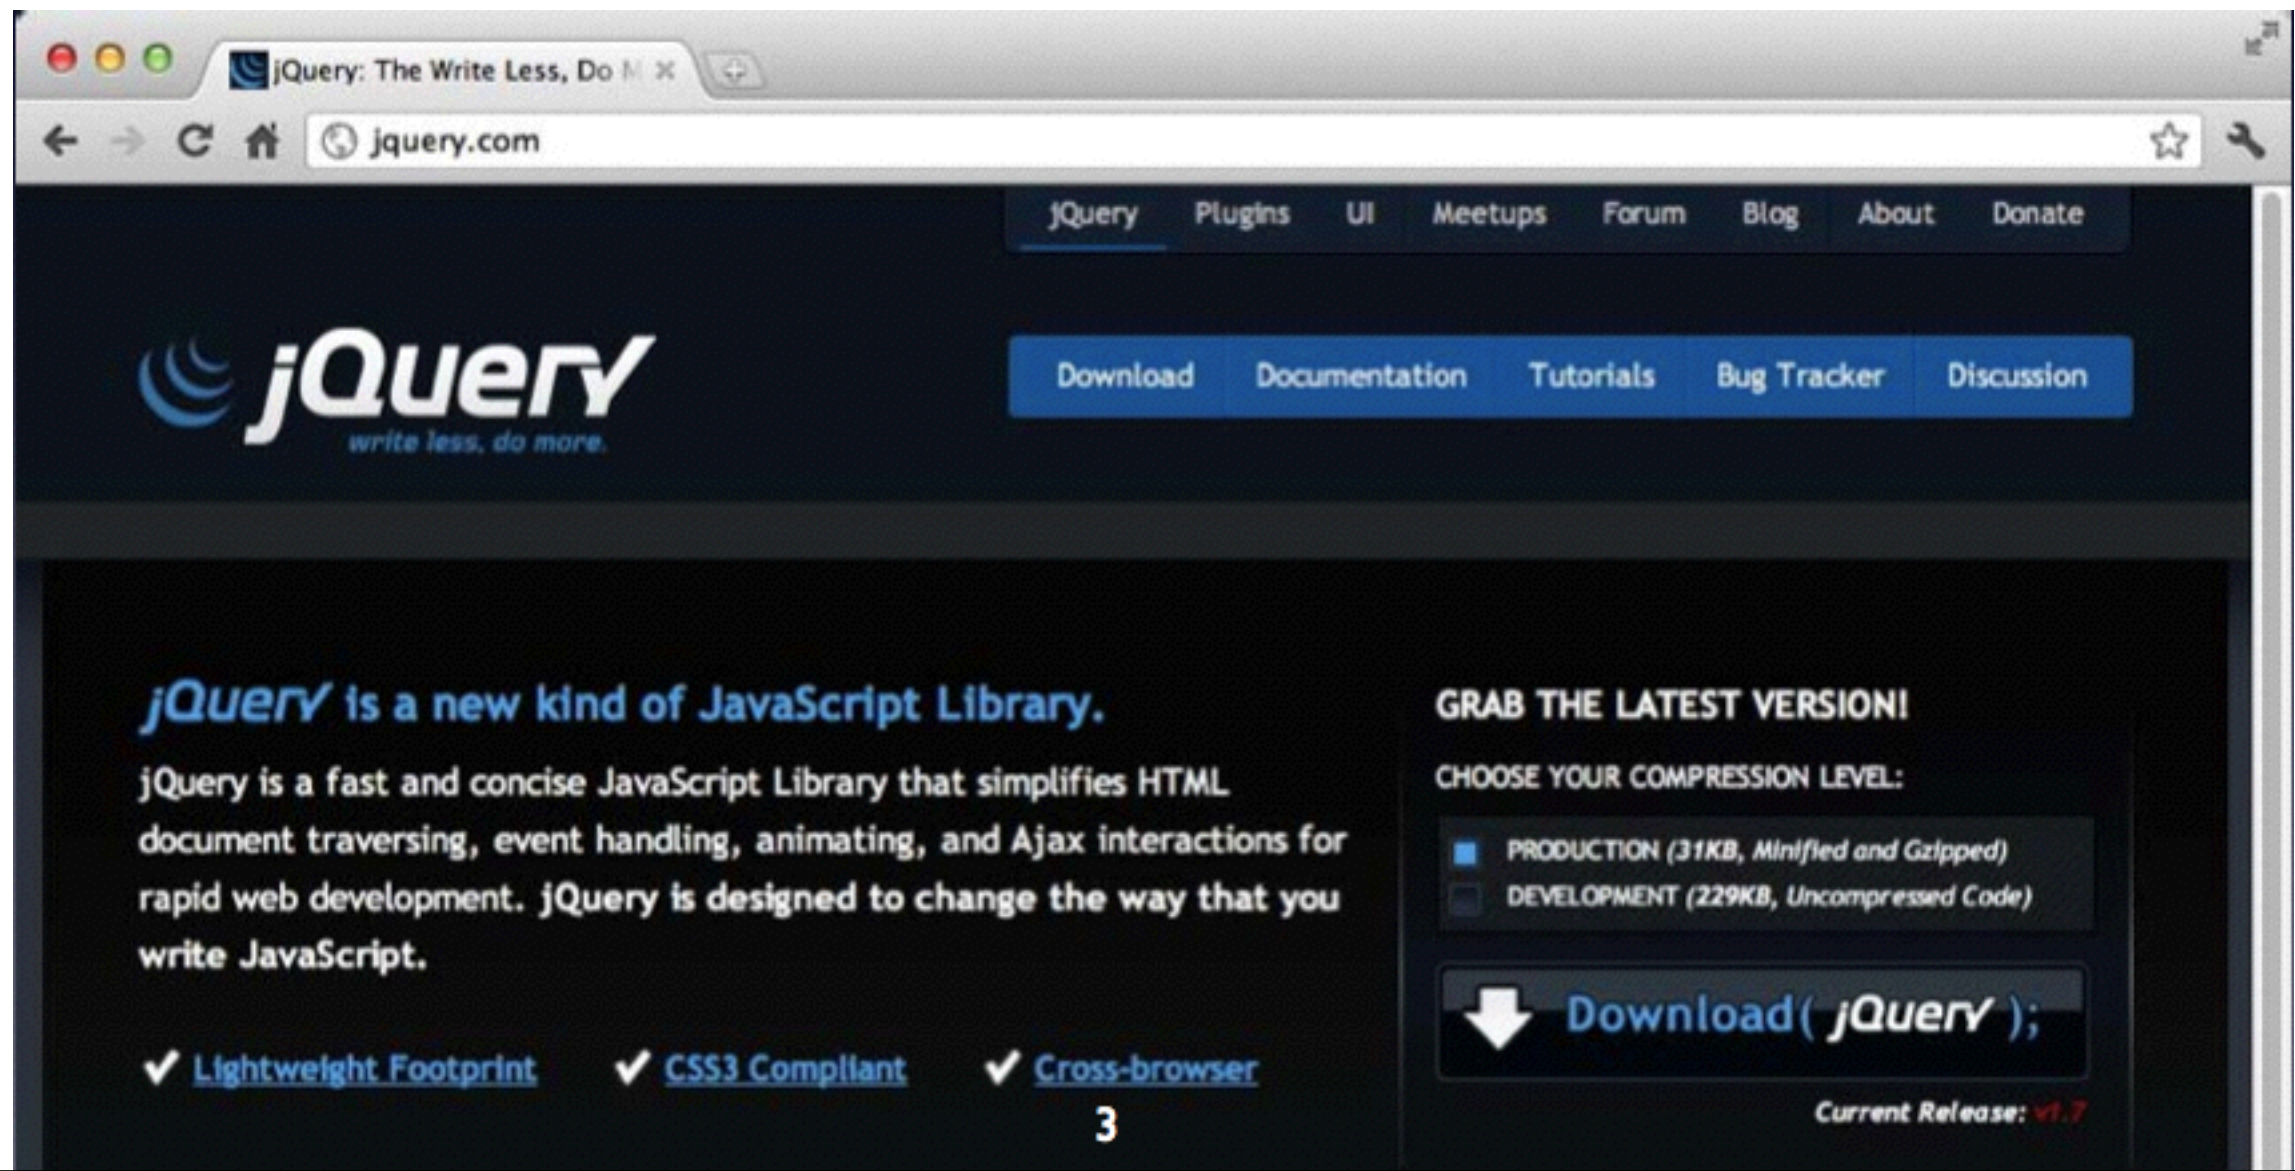 jQuery: The Write Less, Do M
jquery.com
jQuery Plugins UI Meetups Forum Blog About Donate
jQuery
write less, do more.
Download Documentation Tutorials Bug Tracker Discussion
jQuery is a new kind of JavaScript Library.
jQuery is a fast and concise JavaScript Library that simplifies HTML
document traversing, event handling, animating, and Ajax interactions for
rapid web development. jQuery is designed to change the way that you
write JavaScript.
Lightweight Footprint CSS3 Compliant Cross-browser
3
GRAB THE LATEST VERSION!
CHOOSE YOUR COMPRESSION LEVEL:
PRODUCTION (31KB, Minified and Gzipped)
DEVELOPMENT (229KB, Uncompressed Code)
Download( jQuery );
Current Release: v1.7